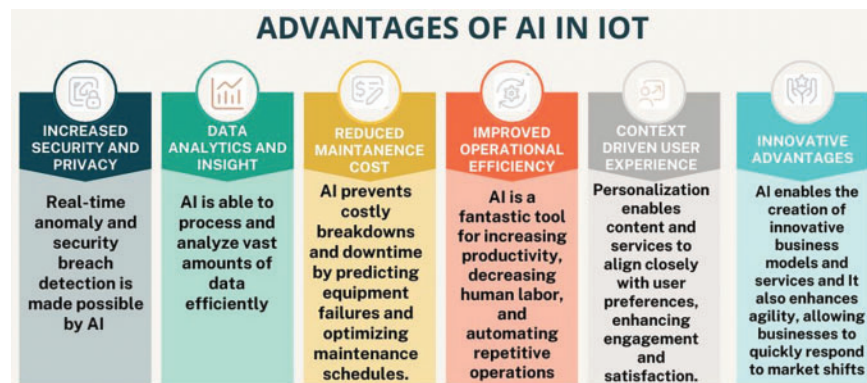 ADVANTAGES OF AI IN IOT
INCREASED
SECURITY AND
PRIVACY
Real-time
anomaly and
security
breach
detection is
made possible
by AI
DATA
ANALYTICS AND
INSIGHT
AI is able to
process and
analyze vast
amounts of
data
efficiently
REDUCED
MAINTANENCE
COST
AI prevents
costly
breakdowns
and downtime
by predicting
equipment
failures and
optimizing
maintenance
schedules.
IMPROVED
OPERATIONAL
EFFICIENCY
AI is a
fantastic tool
for increasing
productivity,
decreasing
human labor,
and
automating
repetitive
operations
CONTEXT
DRIVEN USER
EXPERIENCE
Personalization
enables
content and
services to
align closely
with user
preferences,
enhancing
engagement
and
satisfaction.
INNOVATIVE
ADVANTAGES
AI enables the
creation of
innovative
business
models and
services and It
also enhances
agility, allowing
businesses to
quickly respond
to market shifts